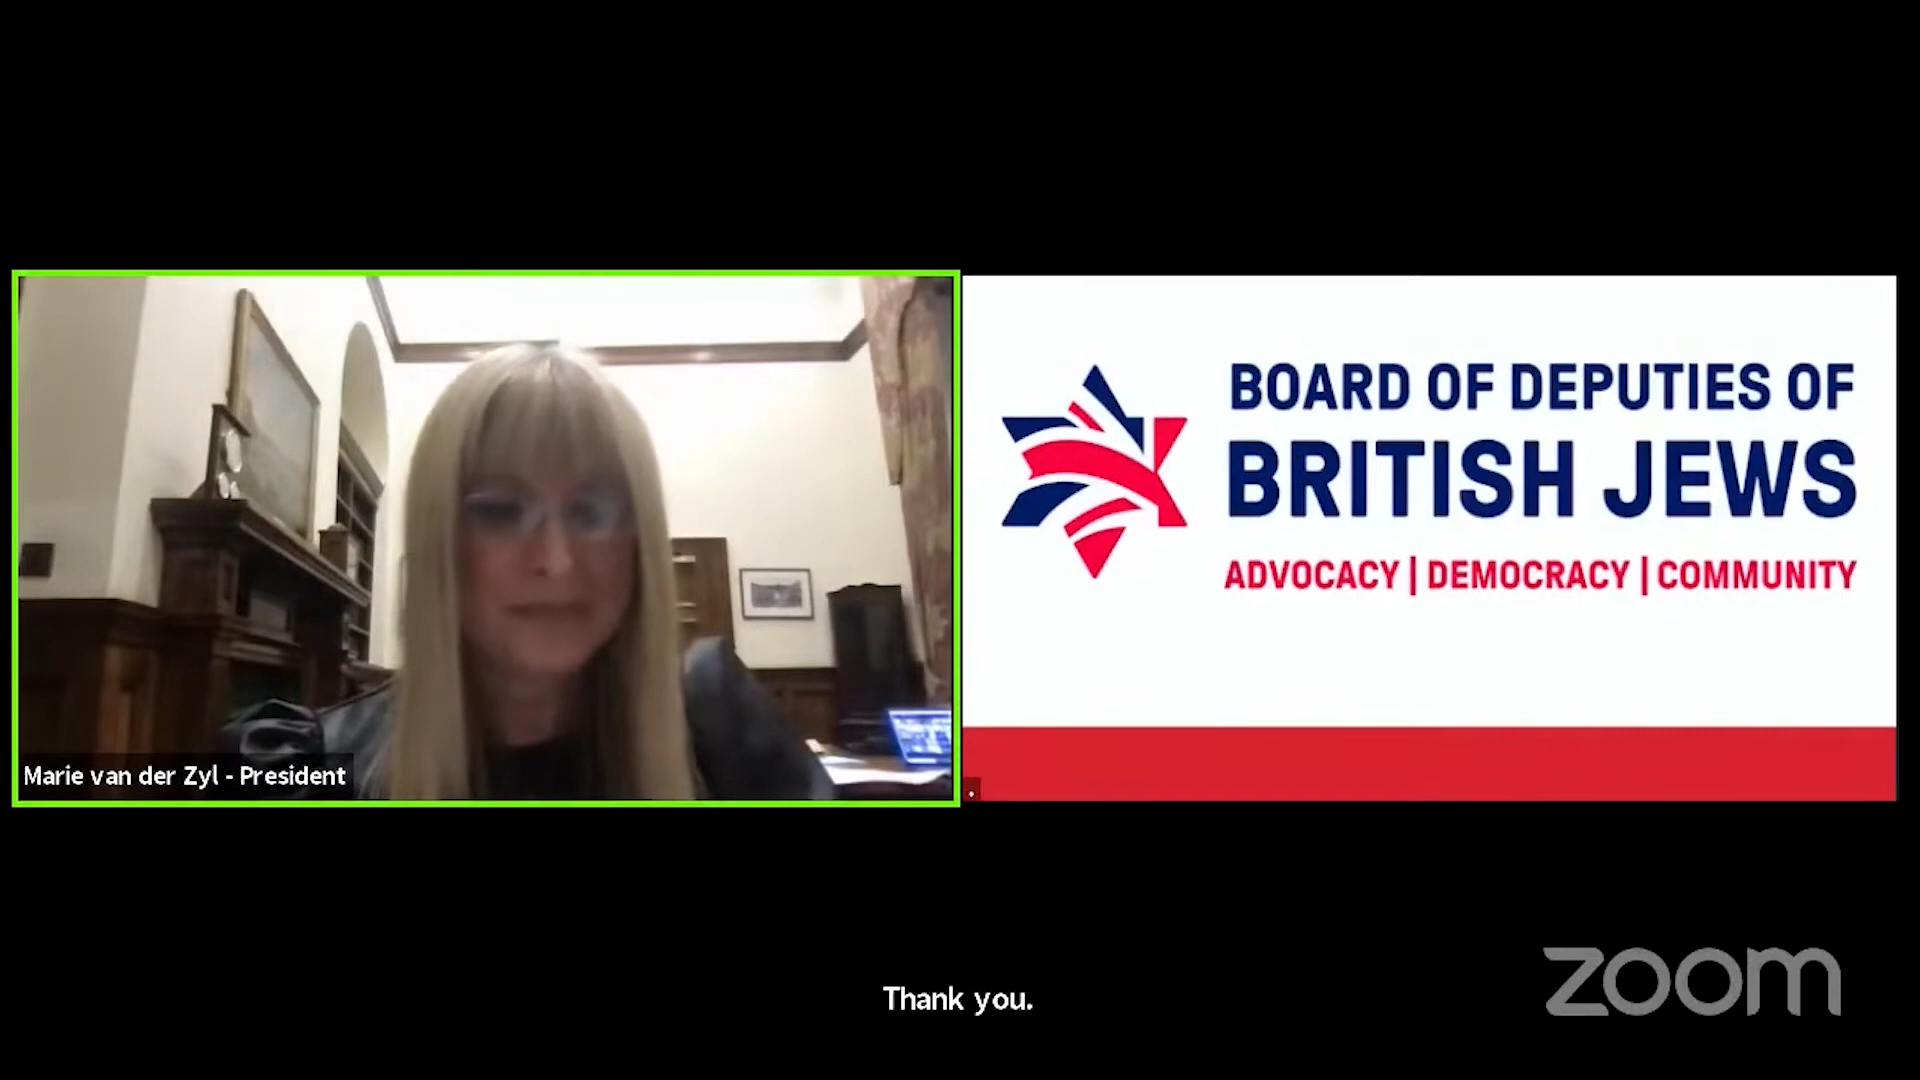 BOARD OF DEPUTIES OF
BRITISH JEWS
ADVOCACY | DEMOCRACY | COMMUNITY
Marie van der Zyl - President
.
Thank you.
zoom